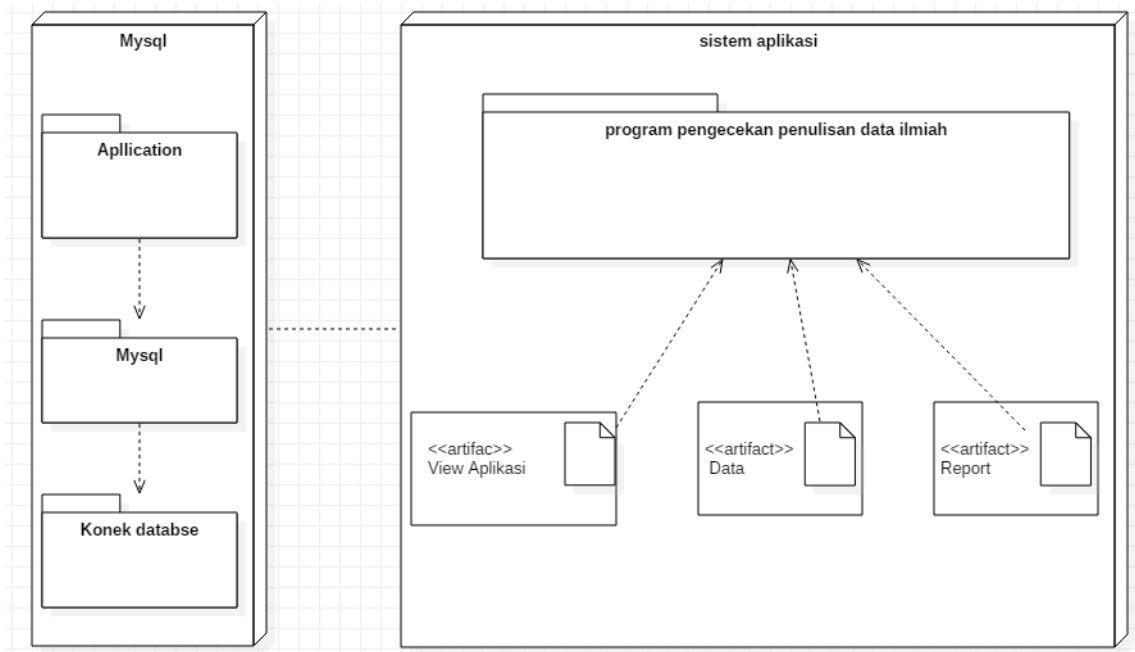 Mysql
Apllication
Mysql
Konek databse
sistem aplikasi
program pengecekan penulisan data ilmiah
<<artifac>>
View Aplikasi
<<artifact>>
Data
<<artifact>>
Report